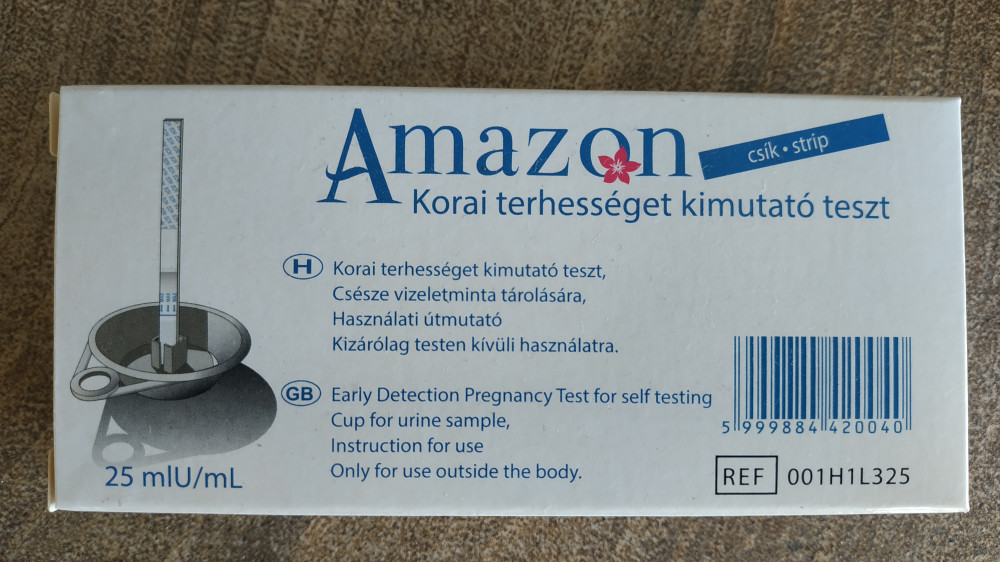 Amazon
csík • strip
Korai terhességet kimutató teszt
H Korai terhességet kimutató teszt,
Csésze vizeletminta tárolására,
Használati útmutató
Kizárólag testen kívüli használatra.
GB Early Detection Pregnancy Test for self testing
Cup for urine sample,
Instruction for use
Only for use outside the body.
25 mIU/mL
5 999884 420040
REF 001H1L325